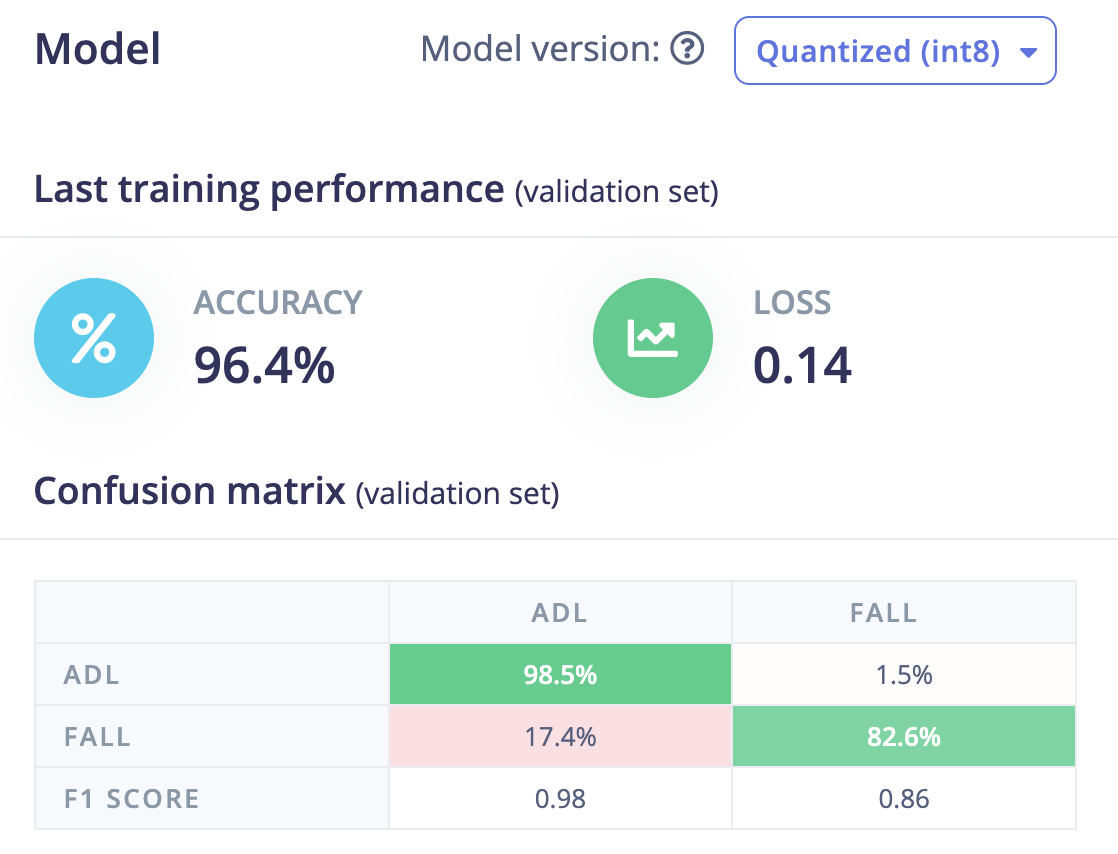 Model
Model version:
Quantized (int8)
Last training performance (validation set)
%
ACCURACY
96.4%
LOSS
0.14
Confusion matrix (validation set)
ADL FALL
ADL 98.5% 1.5%
FALL 17.4% 82.6%
F1 SCORE 0.98 0.86